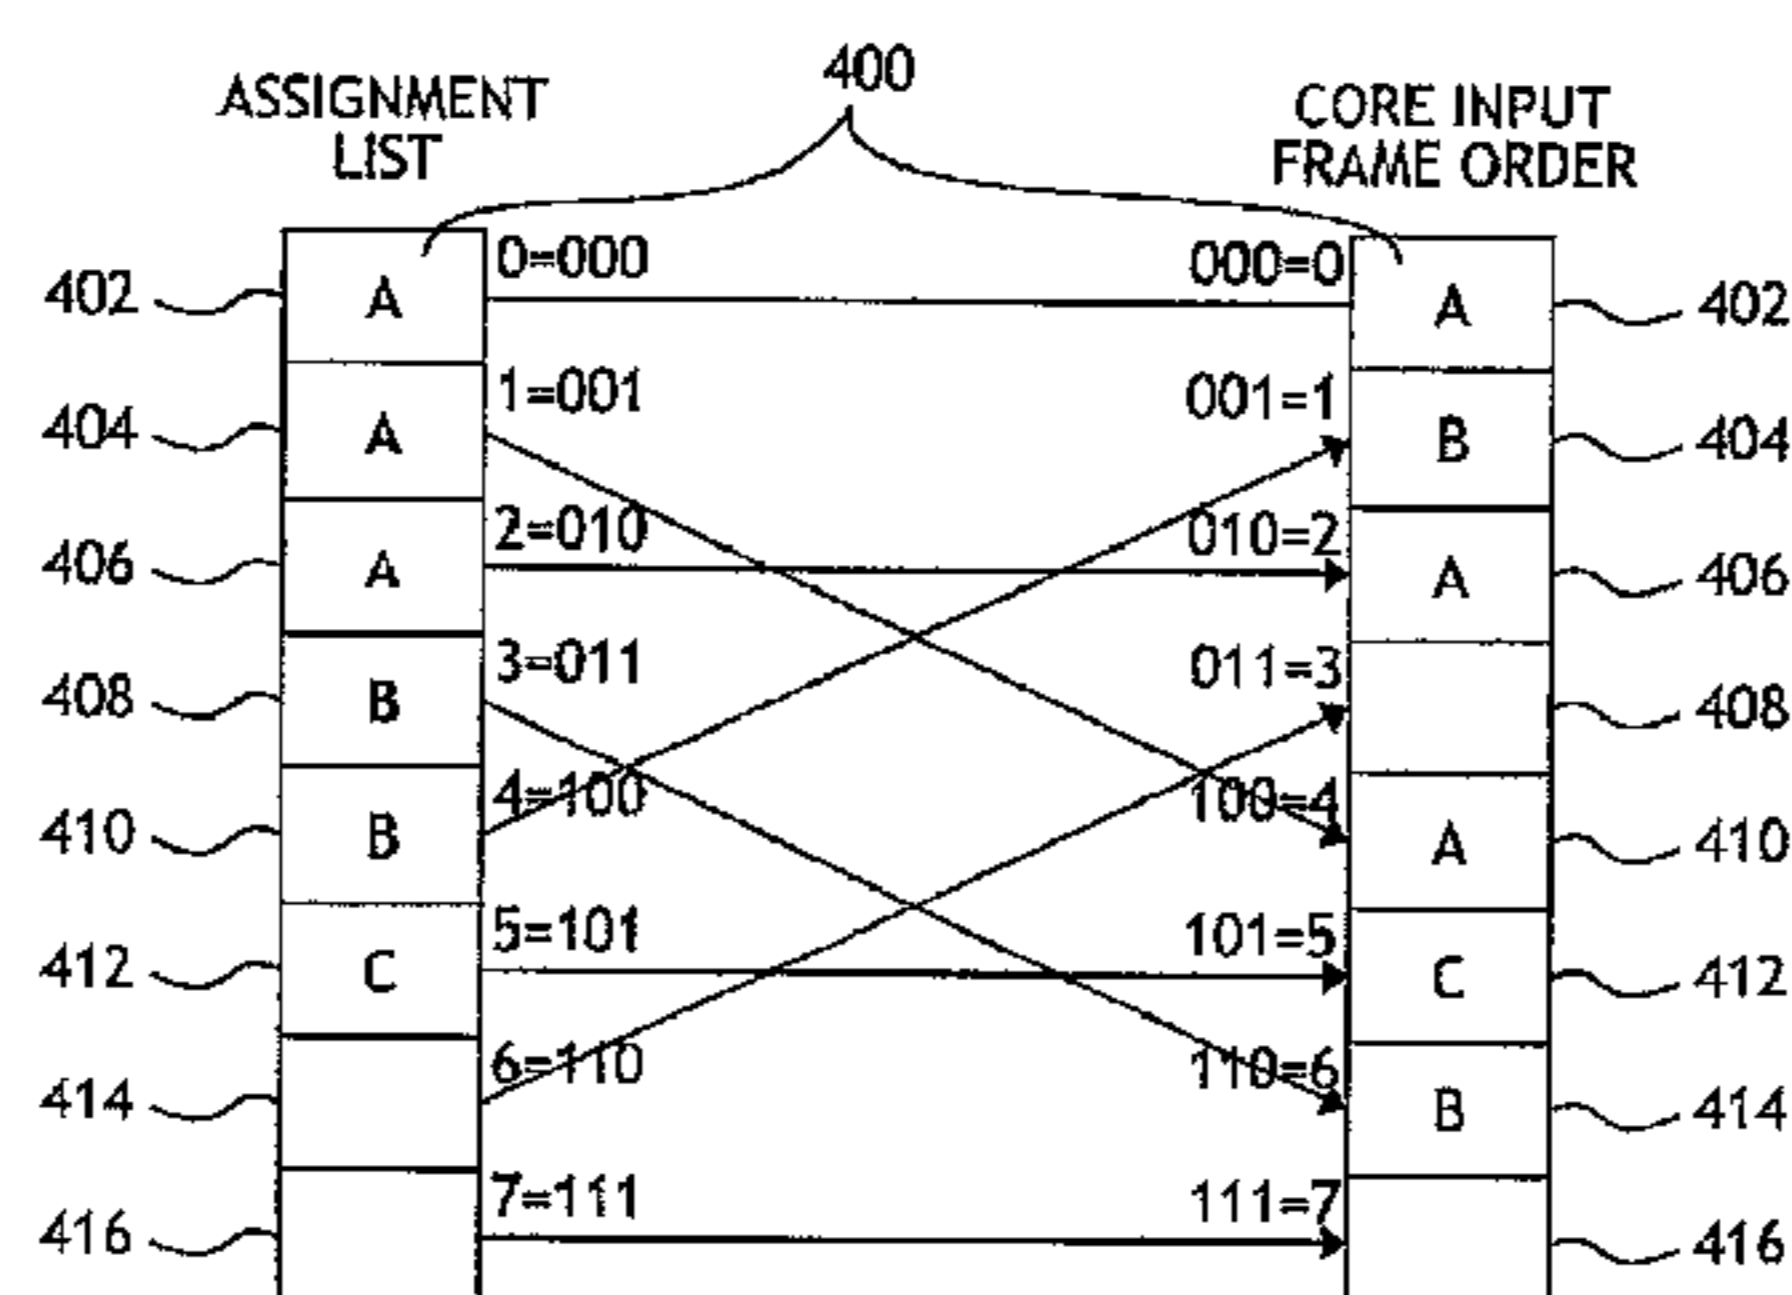 400
ASSIGNMENT
LIST
CORE INPUT
FRAME ORDER
402 A 0=000 000=0 A 402
404 A 1=001 001=1 B 404
406 A 2=010 010=2 A 406
408 B 3=011 011=3 408
410 B 4=100 100=4 A 410
412 C 5=101 101=5 C 412
414 6=110 110=6 B 414
416 7=111 111=7 416